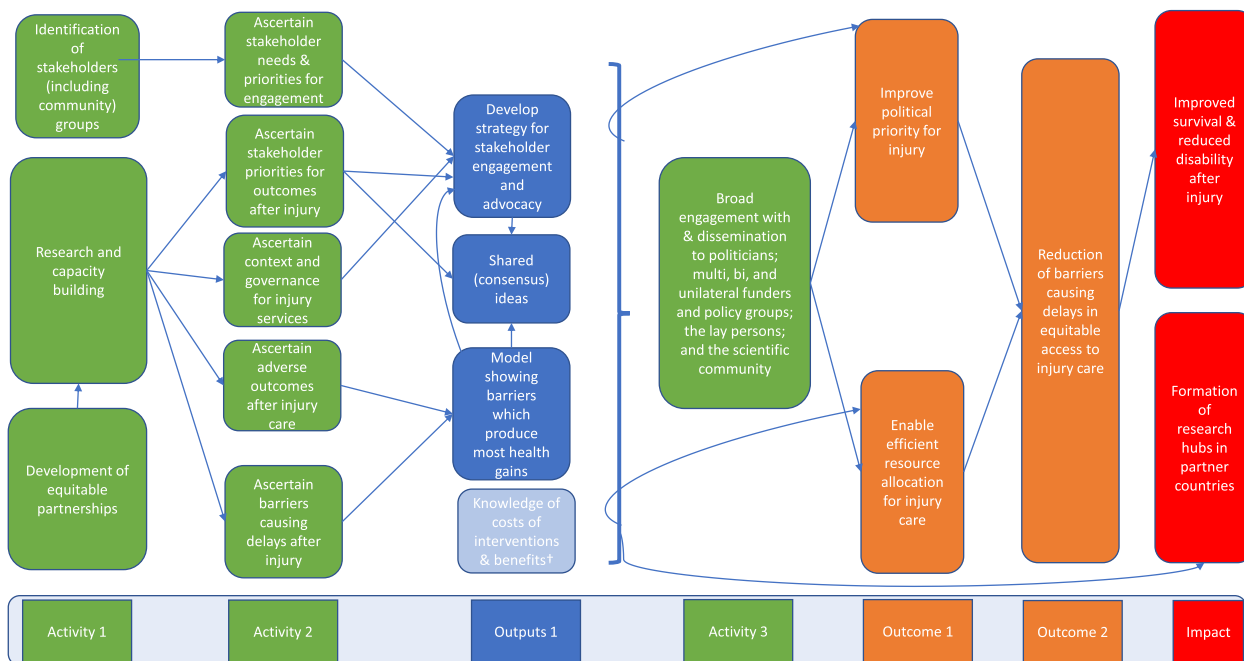 Identification
of
stakeholders
(including
community)
groups
Research and
capacity
building
Development of
equitable
partnerships
Ascertain
stakeholder
needs &
priorities for
engagement
Ascertain
stakeholder
priorities for
outcomes after
injury
Ascertain
context and
governance for
injury services
Ascertain
adverse
outcomes after
injury care
Ascertain
barriers
causing
delays after
injury
Develop
strategy for
stakeholder
engagement
and
advocacy
Shared
(consensus)
ideas
Model
showing
barriers
which
produce
most health
gains
Knowledge of
costs of
interventions
& benefits†
Broad
engagement with
& dissemination
to politicians;
multi, bi, and
unilateral funders
and policy groups;
the lay persons;
and the scientific
community
Improve
political
priority for
injury
Enable
efficient
resource
allocation
for injury
care
Reduction
of barriers
causing
delays in
equitable
access to
injury care
Improved
survival &
reduced
disability
after
injury
Formation
of
research
hubs in
partner
countries
Activity 1
Activity 2
Outputs 1
Activity 3
Outcome 1
Outcome 2
Impact